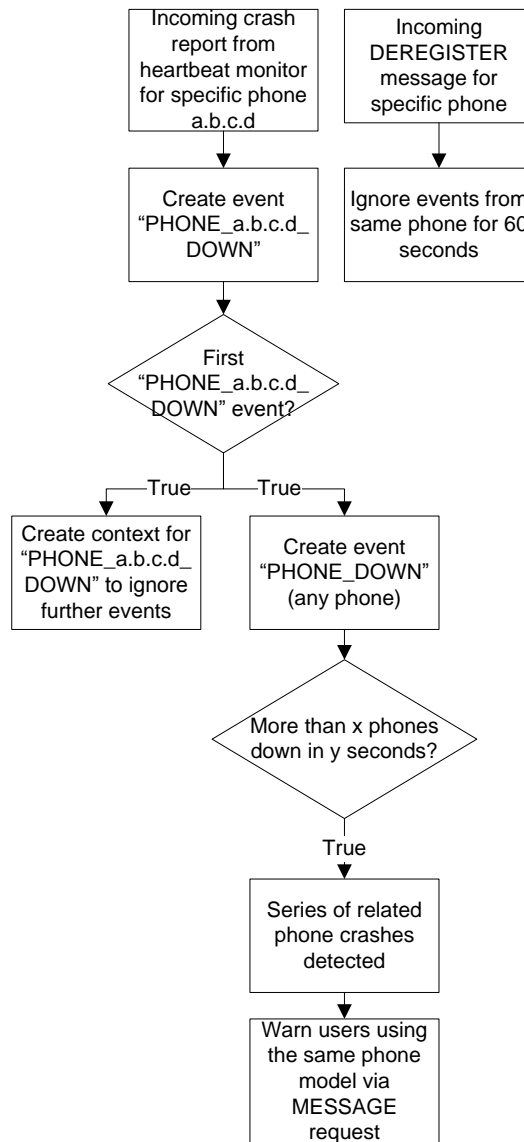 Incoming crash
report from
heartbeat monitor
for specific phone
a.b.c.d
Incoming
DEREGISTER
message for
specific phone
Create event
“PHONE_a.b.c.d_
DOWN”
Ignore events from
same phone for 60
seconds
First
“PHONE_a.b.c.d_
DOWN” event?
True
True
Create context for
“PHONE_a.b.c.d_
DOWN” to ignore
further events
Create event
“PHONE_DOWN”
(any phone)
More than x phones
down in y seconds?
True
Series of related
phone crashes
detected
Warn users using
the same phone
model via
MESSAGE
request